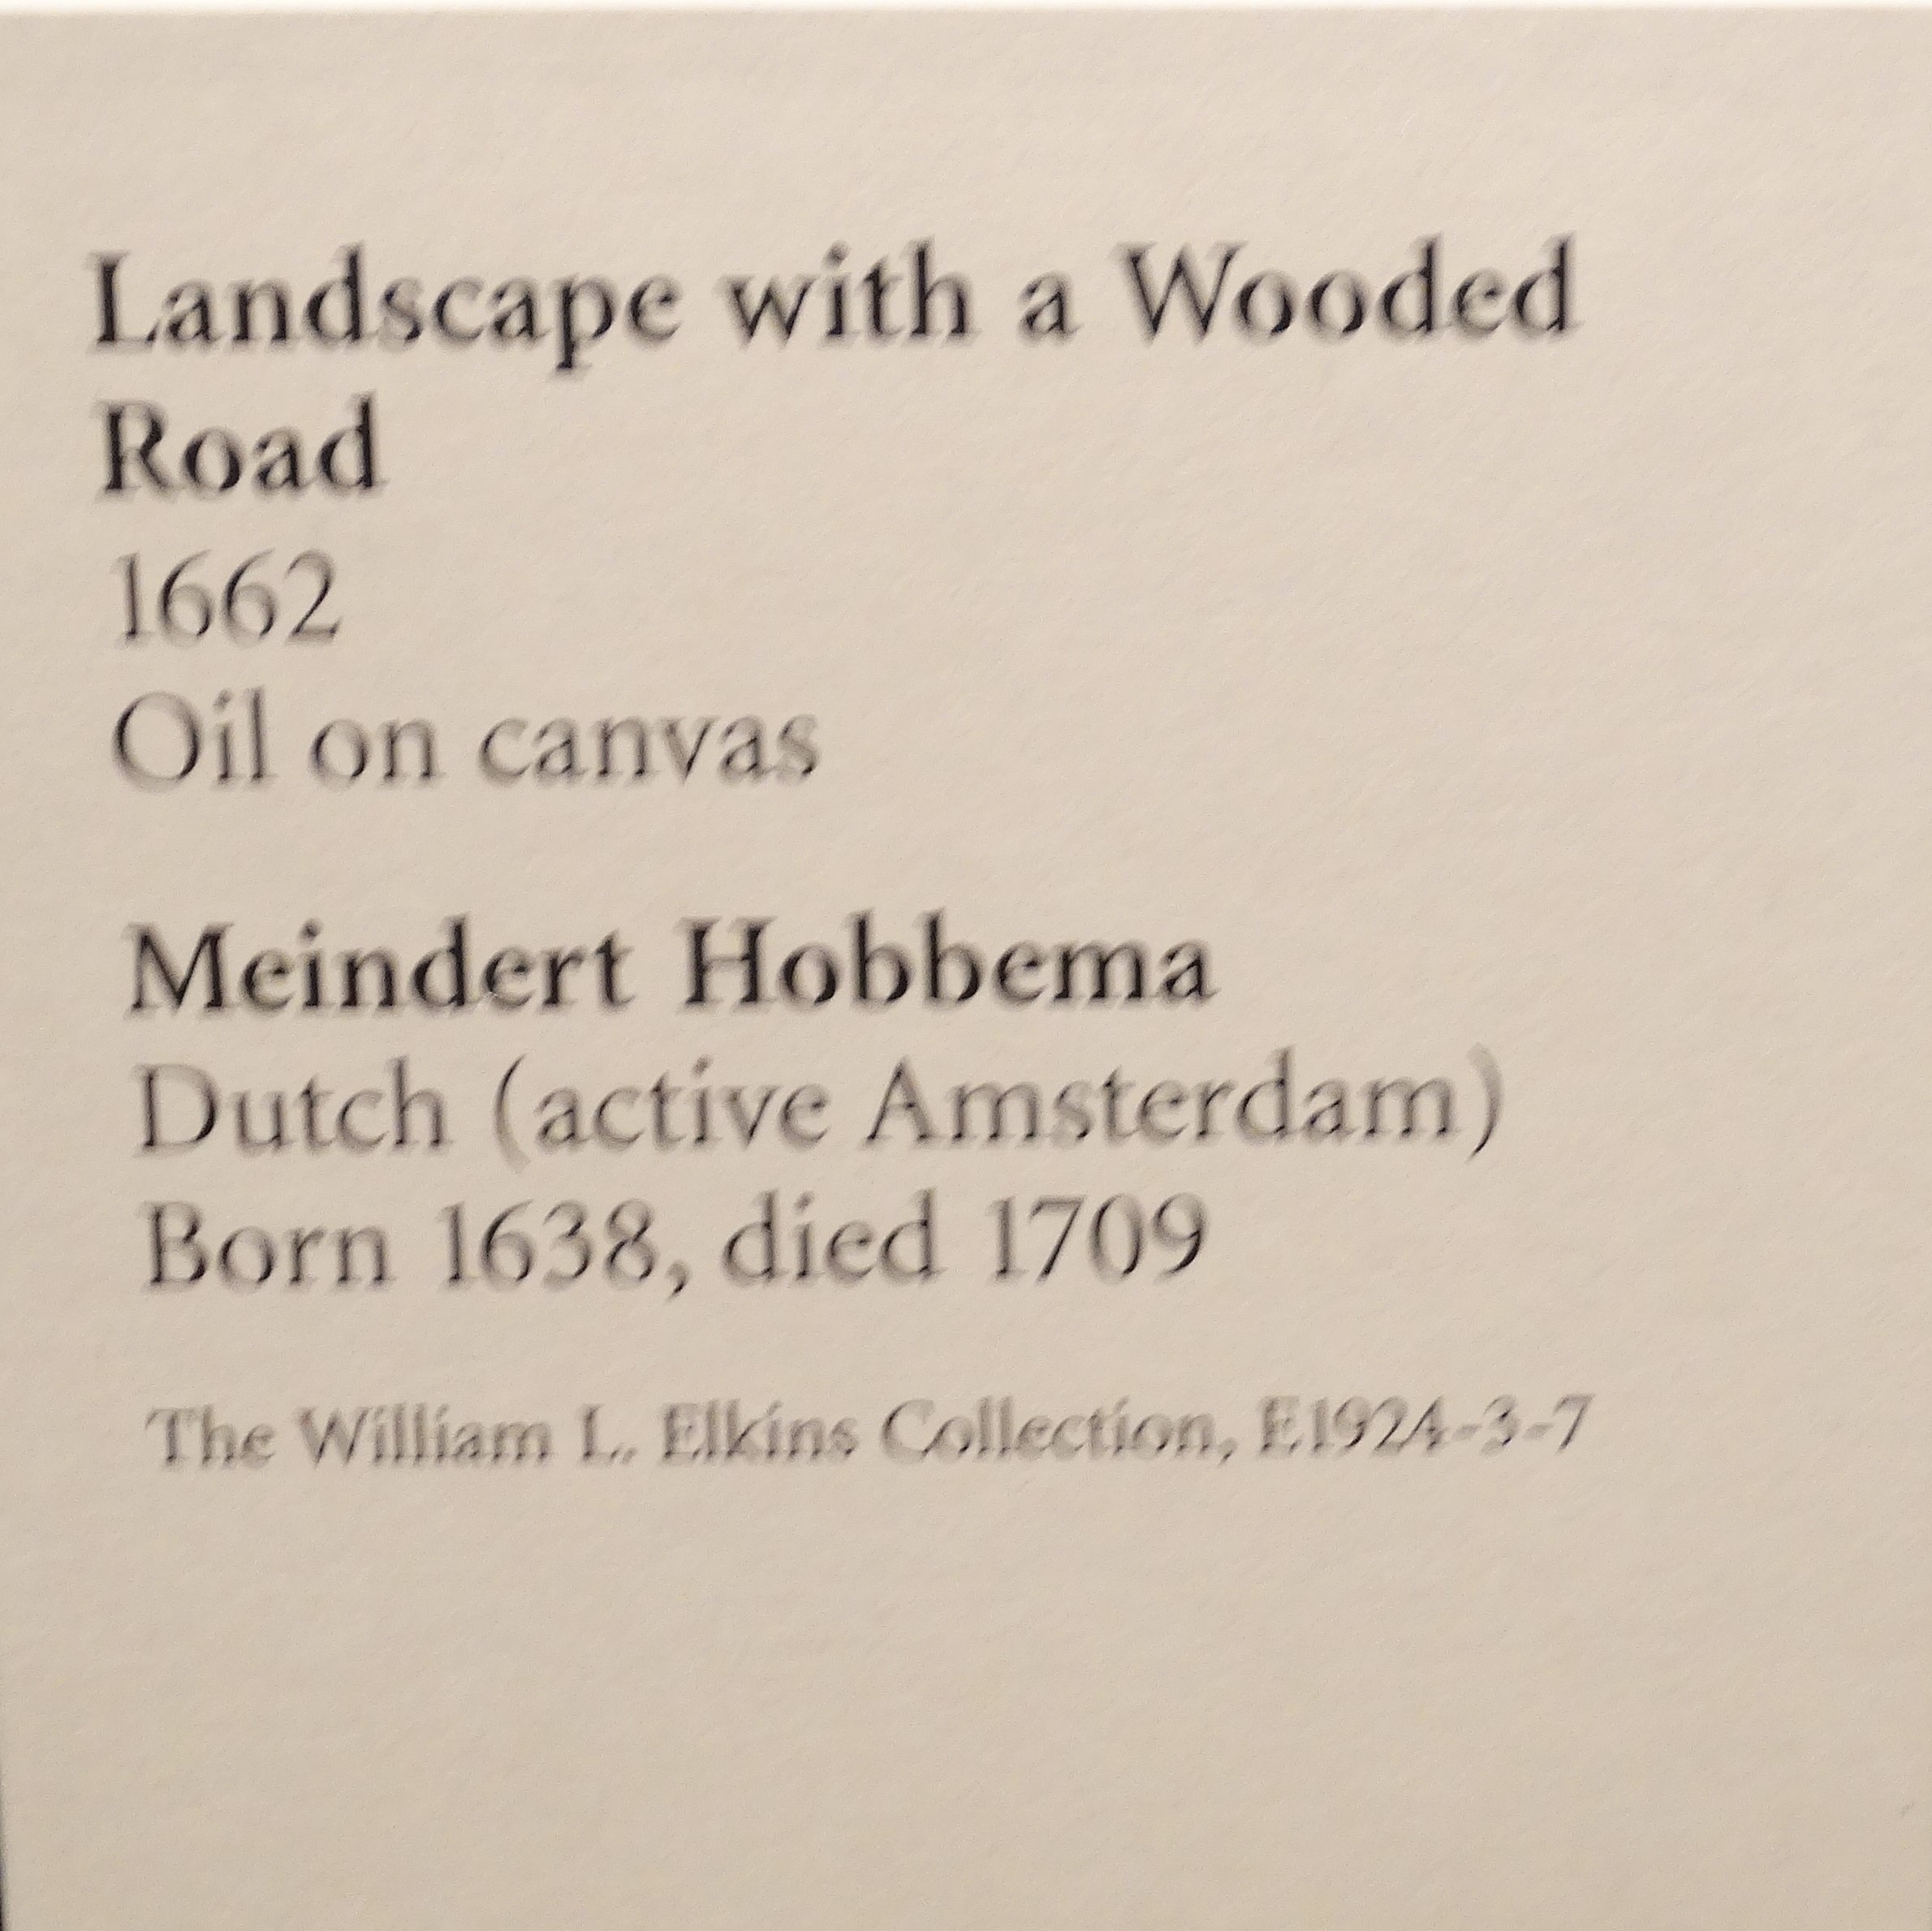 Landscape with a Wooded
Road
1662
Oil on canvas
Meindert Hobbema
Dutch (active Amsterdam)
Born 1638, died 1709
The William L. Elkins Collection, E1924-3-7